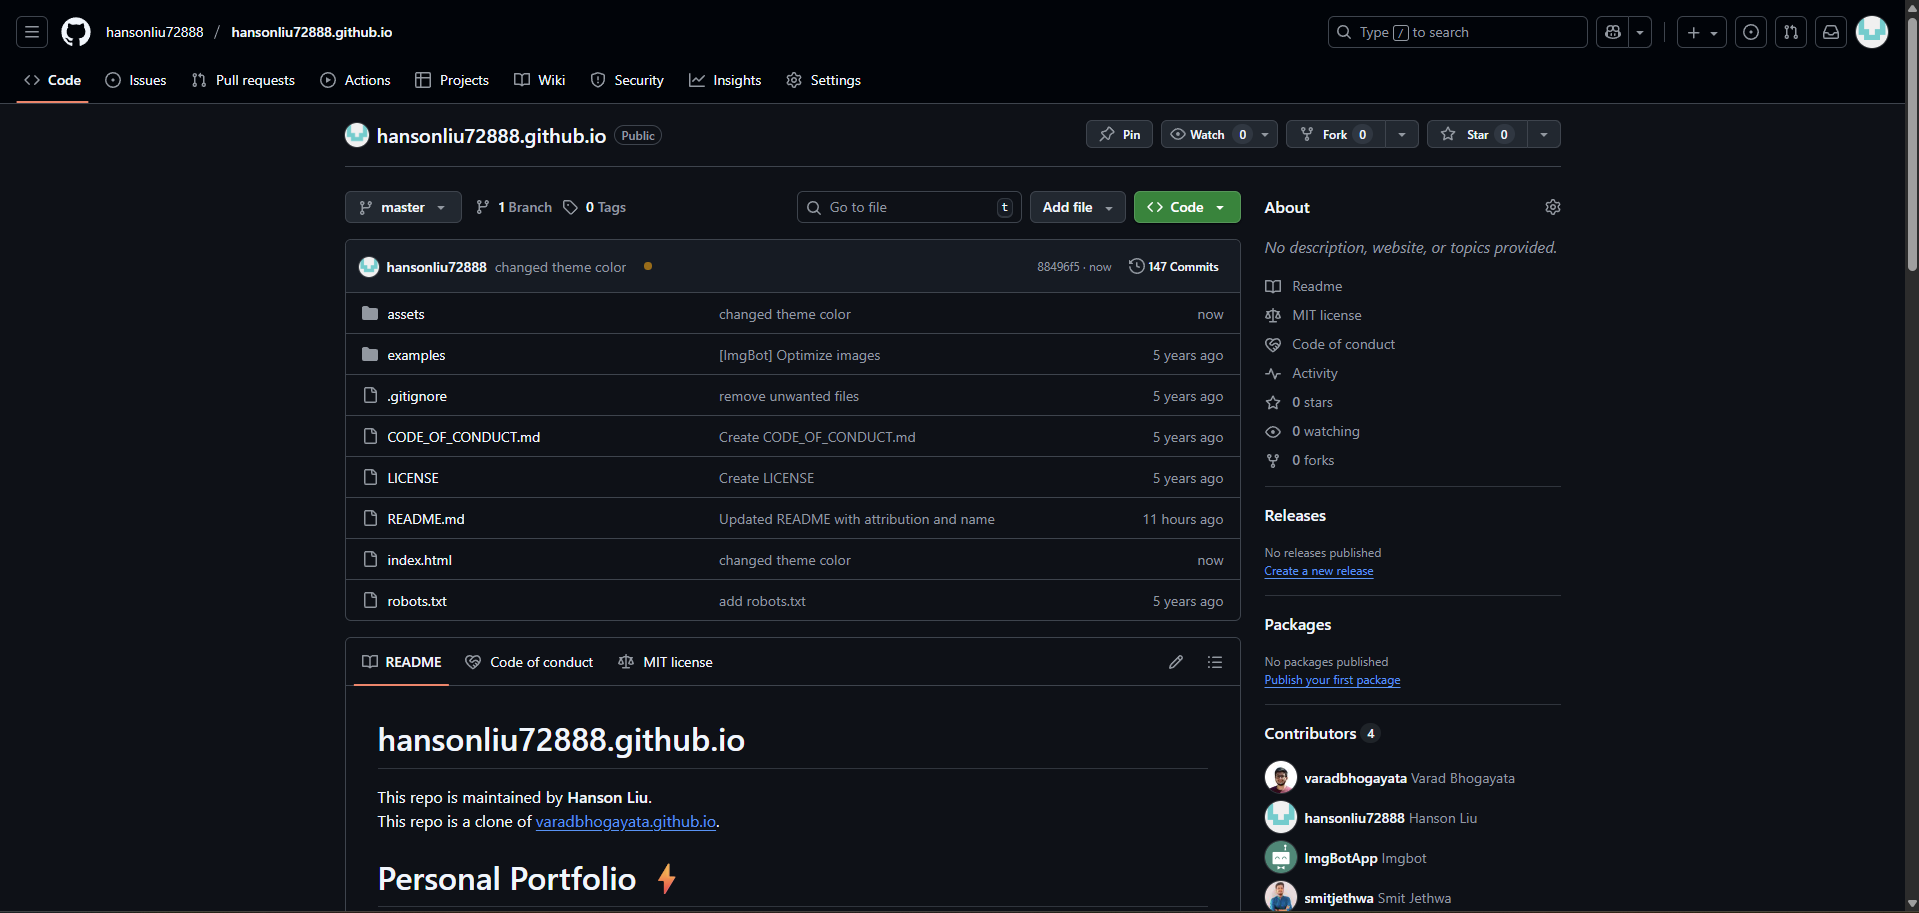 hansonliu72888 / hansonliu72888.github.io
Type / to search
Code Issues Pull requests Actions Projects Wiki Security Insights Settings
hansonliu72888.github.io Public
Pin Watch 0 Fork 0 Star 0
master 1 Branch 0 Tags Go to file t Add file Code
hansonliu72888 changed theme color 88496f5 · now 147 Commits
assets changed theme color now
examples [ImgBot] Optimize images 5 years ago
.gitignore remove unwanted files 5 years ago
CODE_OF_CONDUCT.md Create CODE_OF_CONDUCT.md 5 years ago
LICENSE Create LICENSE 5 years ago
README.md Updated README with attribution and name 11 hours ago
index.html changed theme color now
robots.txt add robots.txt 5 years ago
README Code of conduct MIT license
hansonliu72888.github.io
This repo is maintained by Hanson Liu.
This repo is a clone of varadbhogayata.github.io.
Personal Portfolio
About
No description, website, or topics provided.
Readme
MIT license
Code of conduct
Activity
0 stars
0 watching
0 forks
Releases
No releases published
Create a new release
Packages
No packages published
Publish your first package
Contributors 4
varadbhogayata Varad Bhogayata
hansonliu72888 Hanson Liu
ImgBotApp Imgbot
smitjethwa Smit Jethwa